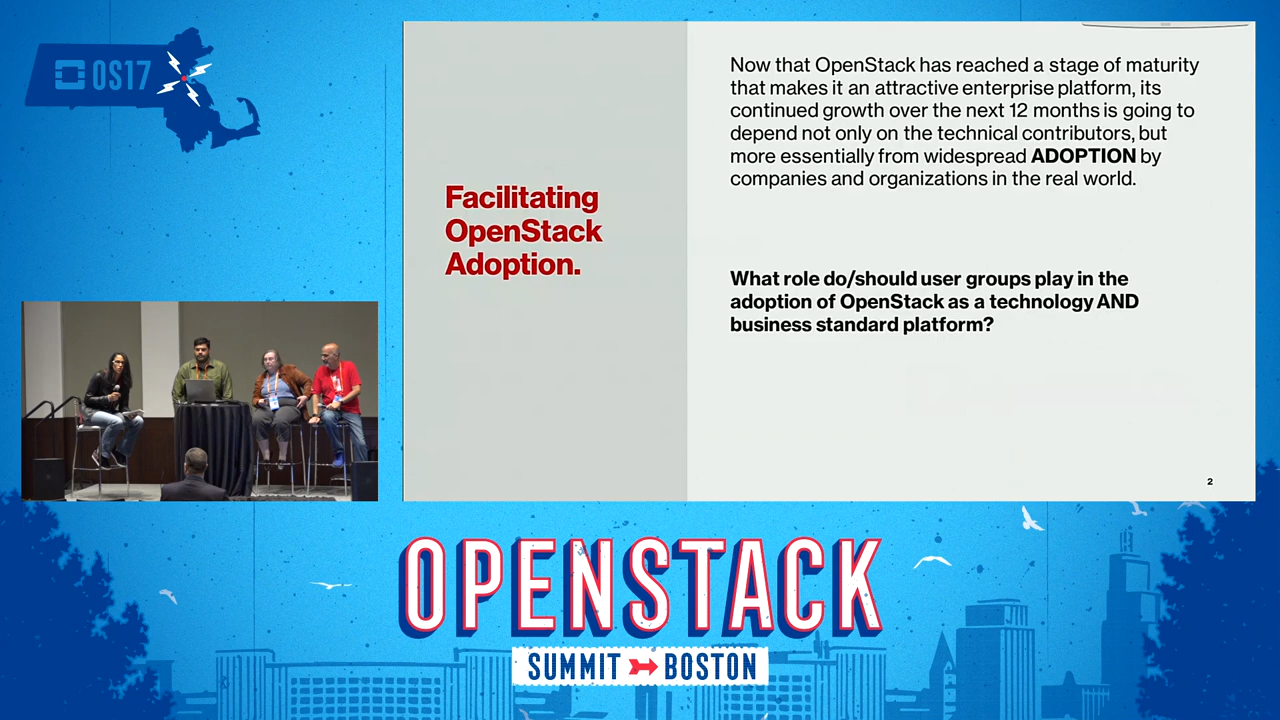 OS17
Facilitating
OpenStack
Adoption.
Now that OpenStack has reached a stage of maturity
that makes it an attractive enterprise platform, its
continued growth over the next 12 months is going to
depend not only on the technical contributors, but
more essentially from widespread ADOPTION by
companies and organizations in the real world.
What role do/should user groups play in the
adoption of OpenStack as a technology AND
business standard platform?
2
OPENSTACK
SUMMIT BOSTON